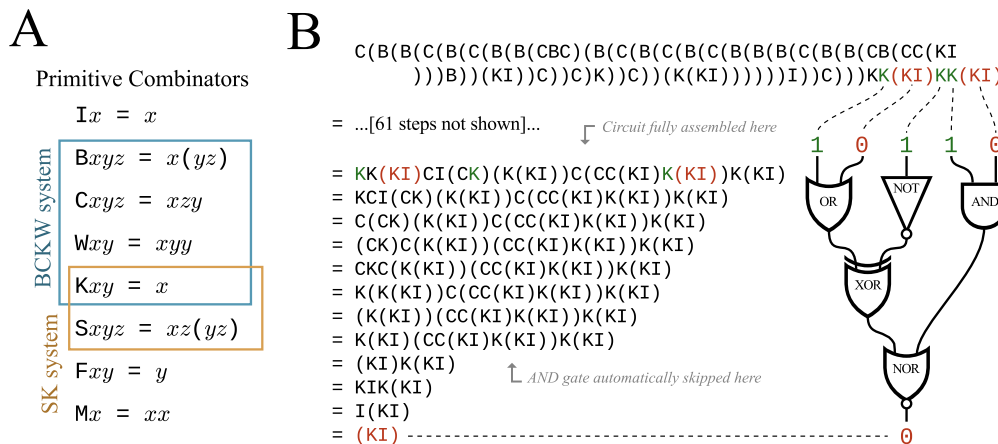 A
Primitive Combinators
Ix = x
Bxyz = x(yz)
Cxyz = xzy
Wxy = xyy
Kxy = x
Sxyz = xz(yz)
Fxy = y
Mx = xx
BCKW system
SK system
B
C(B(B(C(B(C(B(B(CBC)(B(C(B(C(B(C(B(B(B(B(C(B(B(CB(CC(KI
)))B))(KI))C))C)K))C))(K(KI))))))I))C)))KK(KI)KK(KI)
= ...[61 steps not shown]...
Circuit fully assembled here
= KK(KI)CI(CK)(K(KI))C(CC(KI)K(KI))K(KI)
= KCI(CK)(K(KI))C(CC(KI)K(KI))K(KI)
= C(CK)(K(KI))C(CC(KI)K(KI))K(KI)
= (CK)C(K(KI))(CC(KI)K(KI))K(KI)
= CKC(K(KI))(CC(KI)K(KI))K(KI)
= K(K(KI))C(CC(KI)K(KI))K(KI)
= (K(KI))(CC(KI)K(KI))K(KI)
= K(KI)(CC(KI)K(KI))K(KI)
= (KI)K(KI)
= KIK(KI)
= I(KI)
= (KI)
AND gate automatically skipped here
1 0 1 1 0
OR
NOT
AND
XOR
NOR
0